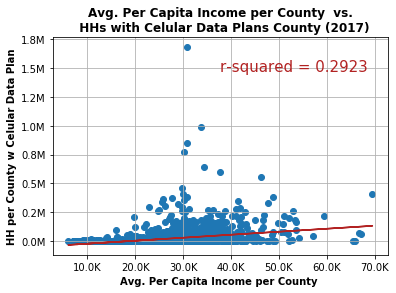 Avg. Per Capita Income per County vs.
HHs with Celular Data Plans County (2017)
r-squared = 0.2923
HH per County w Celular Data Plan
1.8M
1.5M
1.2M
1.0M
0.8M
0.5M
0.2M
0.0M
10.0K 20.0K 30.0K 40.0K 50.0K 60.0K 70.0K
Avg. Per Capita Income per County